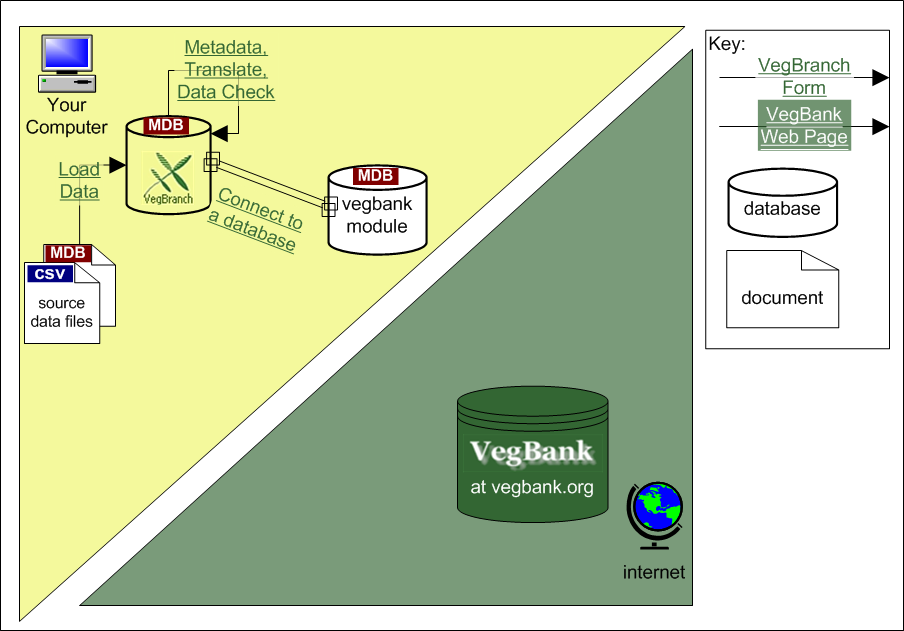 Metadata,
Translate,
Data Check
Your
Computer
MDB
VegBranch
Load
Data
Connect to
a database
MDB
vegbank
module
MDB
CSV
source
data files
VegBank
at vegbank.org
internet
Key:
VegBranch
Form
VegBank
Web Page
database
document